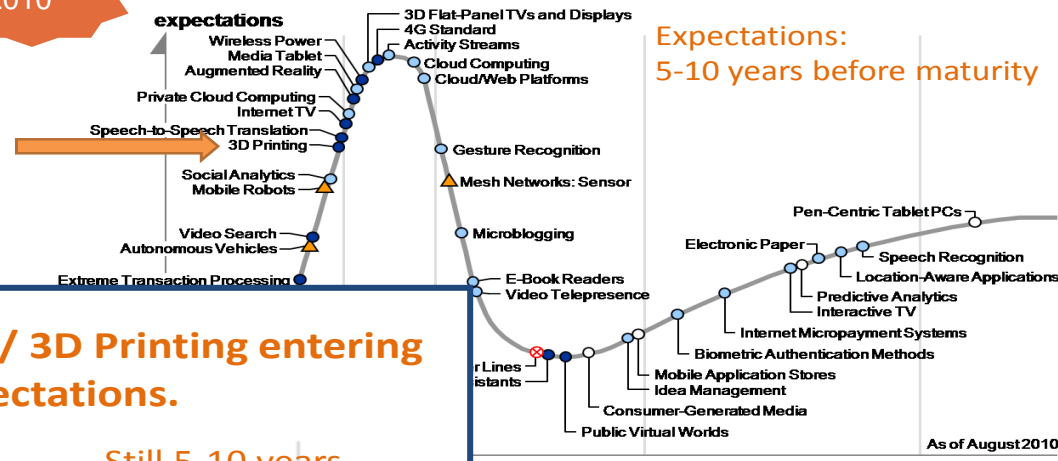 2010
expectations
3D Flat-Panel TVs and Displays
4G Standard
Activity Streams
Wireless Power
Media Tablet
Augmented Reality
Cloud Computing
Cloud/Web Platforms
Expectations:
5-10 years before maturity
Private Cloud Computing
Internet TV
Speech-to-Speech Translation
3D Printing
Gesture Recognition
Social Analytics
Mobile Robots
Mesh Networks: Sensor
Video Search
Autonomous Vehicles
Microblogging
Extreme Transaction Processing
E-Book Readers
Video Telepresence
Pen-Centric Tablet PCs
Electronic Paper
Speech Recognition
Location-Aware Applications
Predictive Analytics
Interactive TV
Internet Micropayment Systems
Biometric Authentication Methods
Mobile Application Stores
Idea Management
Consumer-Generated Media
Public Virtual Worlds
r Lines
istants
/ 3D Printing entering
ectations.
Still 5-10 years
As of August 2010